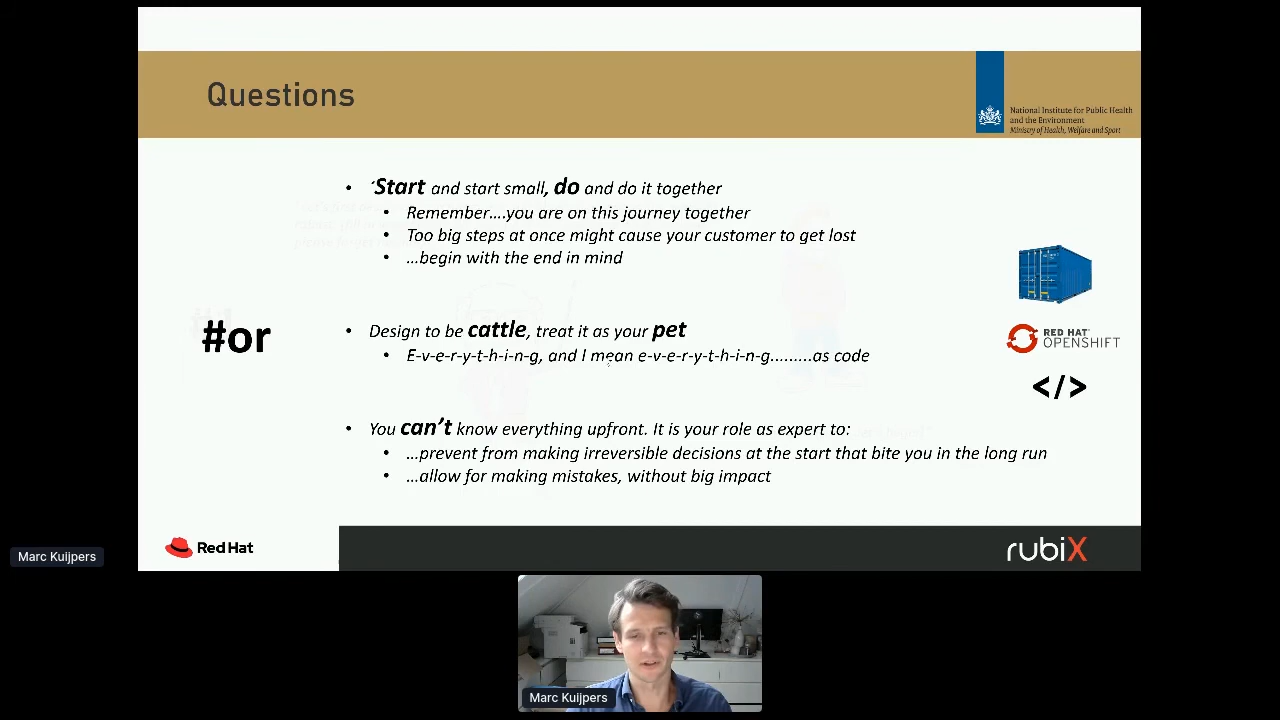 Questions
National Institute for Public Health
and the Environment
Ministry of Health, Welfare and Sport
• ‘Start and start small, do and do it together
• Remember….you are on this journey together
• Too big steps at once might cause your customer to get lost
• …begin with the end in mind
#or
• Design to be cattle, treat it as your pet
• E-v-e-r-y-t-h-i-n-g, and I mean e-v-e-r-y-t-h-i-n-g………as code
RED HAT
OPENSHIFT
</>
• You can’t know everything upfront. It is your role as expert to:
• …prevent from making irreversible decisions at the start that bite you in the long run
• …allow for making mistakes, without big impact
Red Hat
rubiX
Marc Kuijpers
Marc Kuijpers